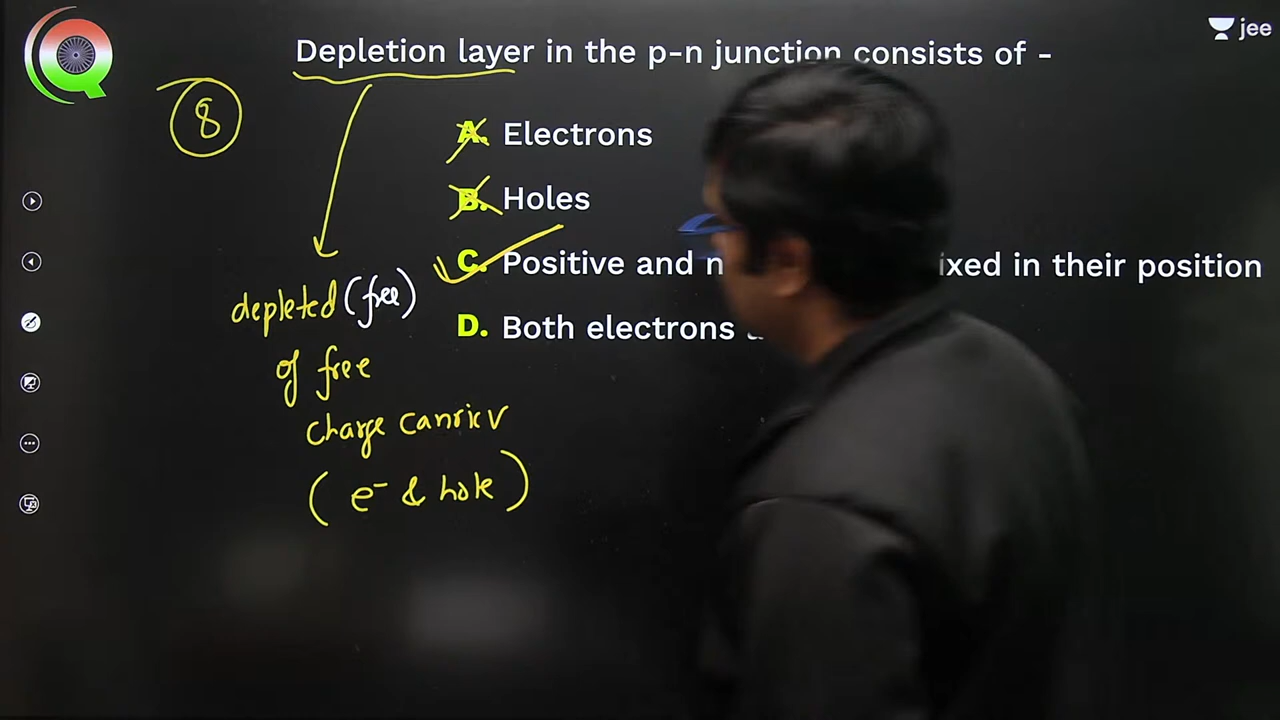 jee
Depletion layer in the p-n junction consists of -
8
A. Electrons
B. Holes
C. Positive and n ixed in their position
D. Both electrons
depleted (free)
of free
charge carrier
(e⁻ & hole)